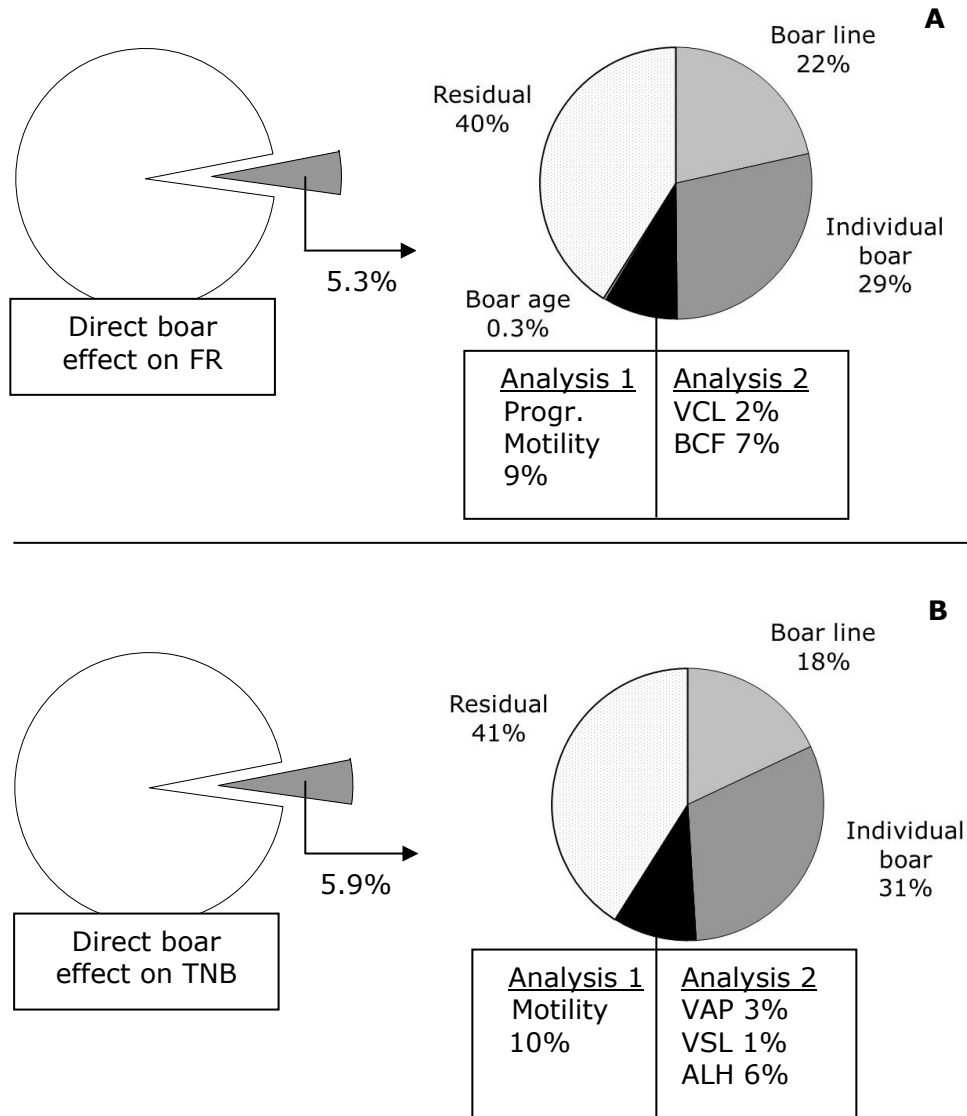 A
Boar line
22%
Residual
40%
Individual
boar
29%
5.3%
Boar age
0.3%
Direct boar
effect on FR
Analysis 1
Progr.
Motility
9%
Analysis 2
VCL 2%
BCF 7%
B
Boar line
18%
Residual
41%
Individual
boar
31%
5.9%
Direct boar
effect on TNB
Analysis 1
Motility
10%
Analysis 2
VAP 3%
VSL 1%
ALH 6%